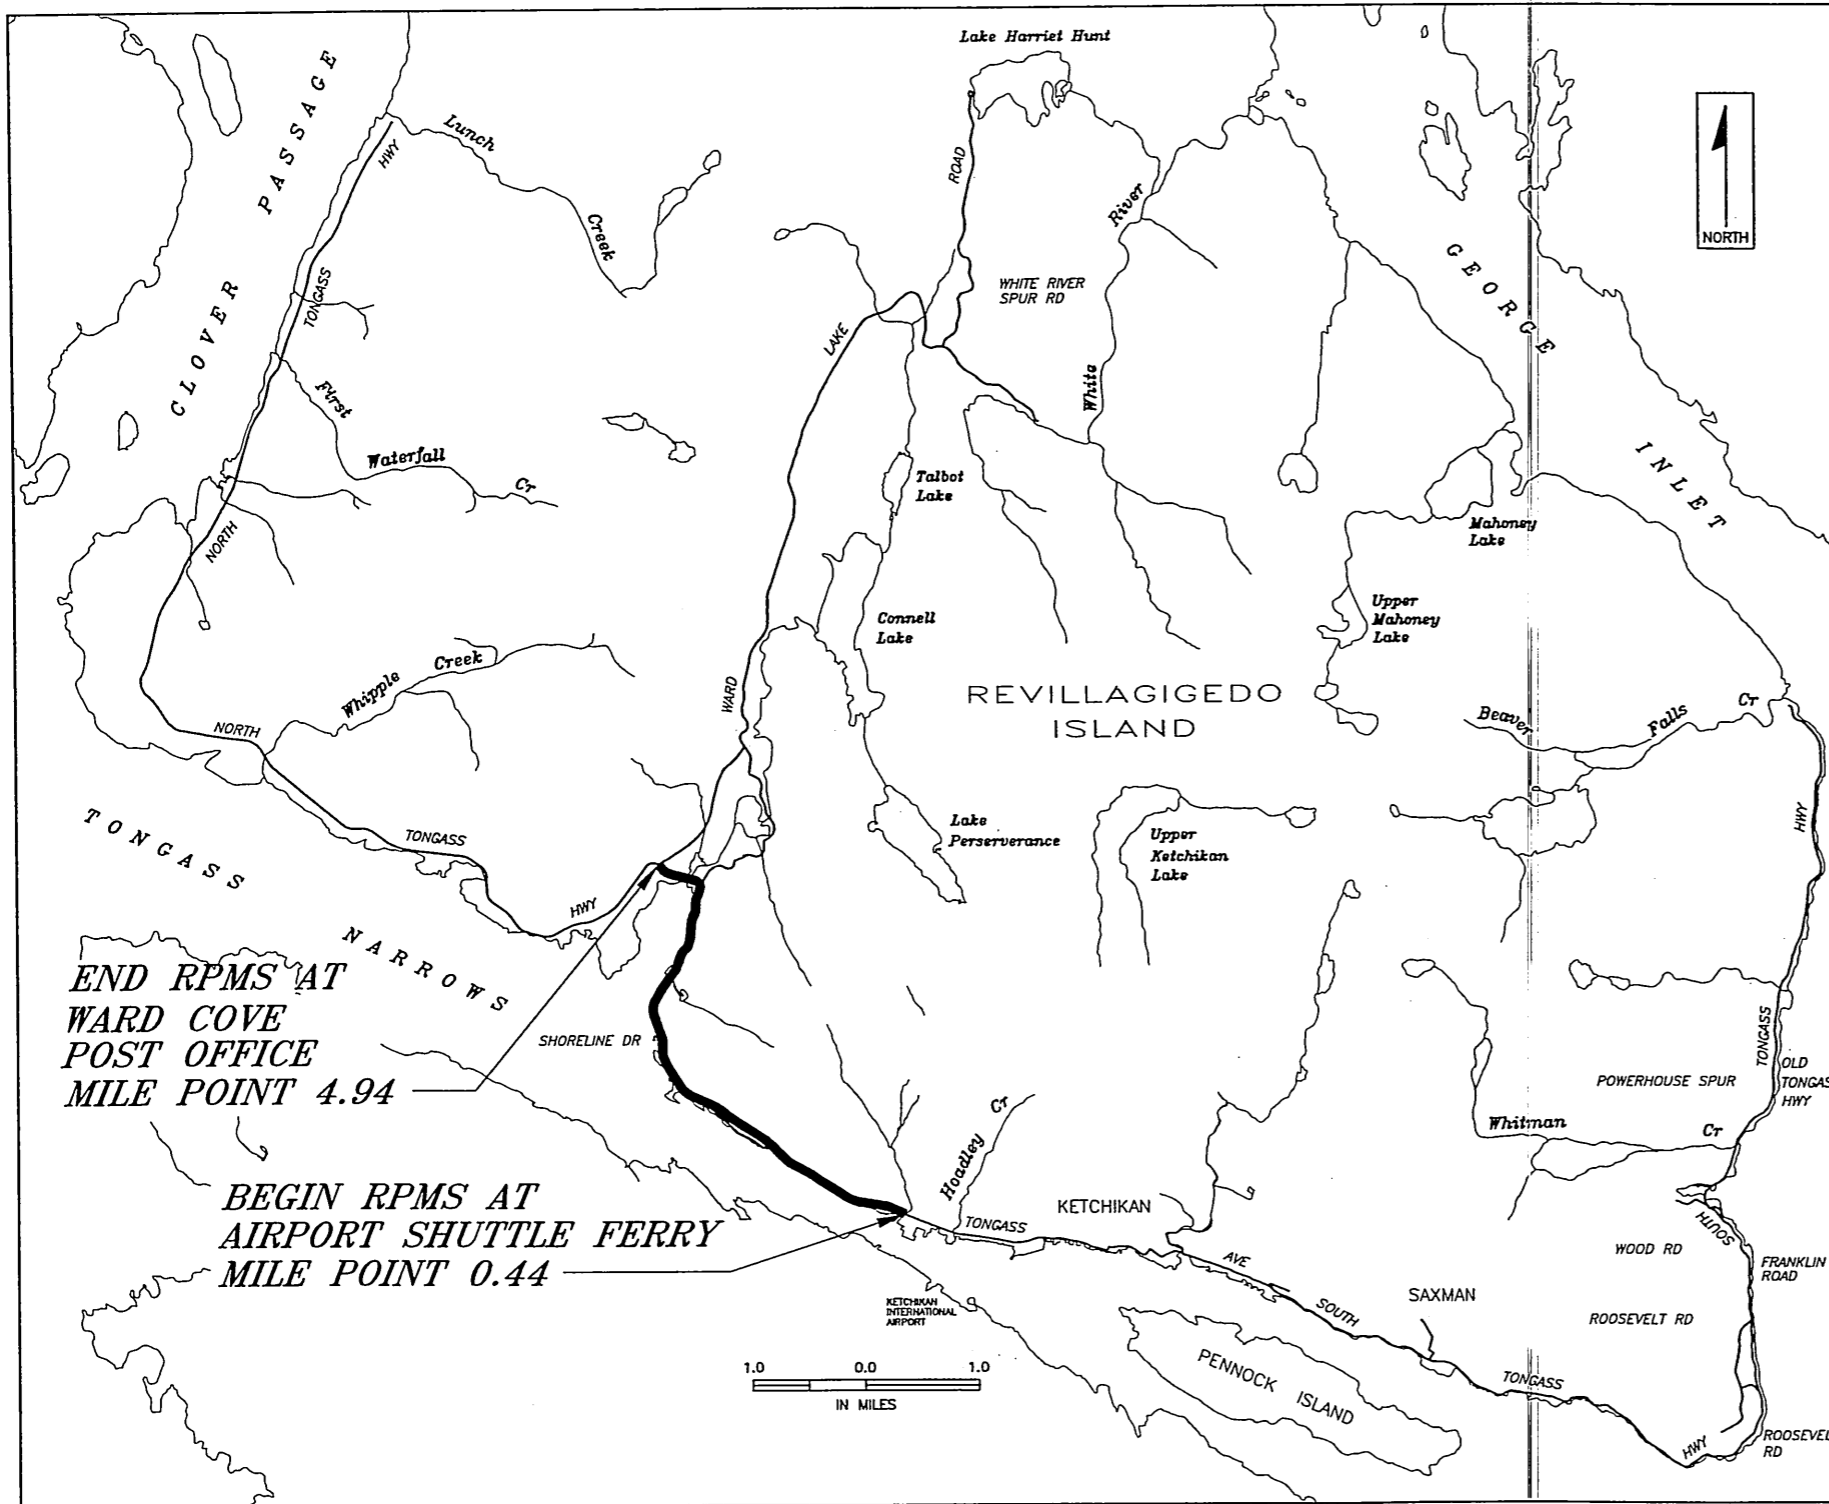 Lake Harriet Hunt
CLOVER PASSAGE
Lunch
Creek
HWY
ROAD
River
NORTH
GEORGE
INLET
TONGASS
WHITE RIVER
SPUR RD
LAKE
White
First
Waterfall
Cr
Talbot
Lake
NORTH
Mahoney
Lake
Upper
Mahoney
Lake
Connell
Lake
Whipple
Creek
WARD
NORTH
REVILLAGIGEDO
ISLAND
Beaver
Falls
Cr
TONGASS
NARROWS
TONGASS
HWY
Lake
Perserverance
Upper
Ketchikan
Lake
HWY
END RPMS AT
WARD COVE
POST OFFICE
MILE POINT 4.94
SHORELINE DR
TONGASS
POWERHOUSE SPUR
OLD
TONGAS
HWY
Hoadley
Cr
Whitman
Cr
BEGIN RPMS AT
AIRPORT SHUTTLE FERRY
MILE POINT 0.44
KETCHIKAN
TONGASS
AVE
SOUTH
WOOD RD
FRANKLIN
ROAD
SOUTH
SAXMAN
ROOSEVELT RD
KETCHIKAN
INTERNATIONAL
AIRPORT
PENNOCK ISLAND
TONGASS
HWY
ROOSEVEL
RD
1.0 0.0 1.0
IN MILES